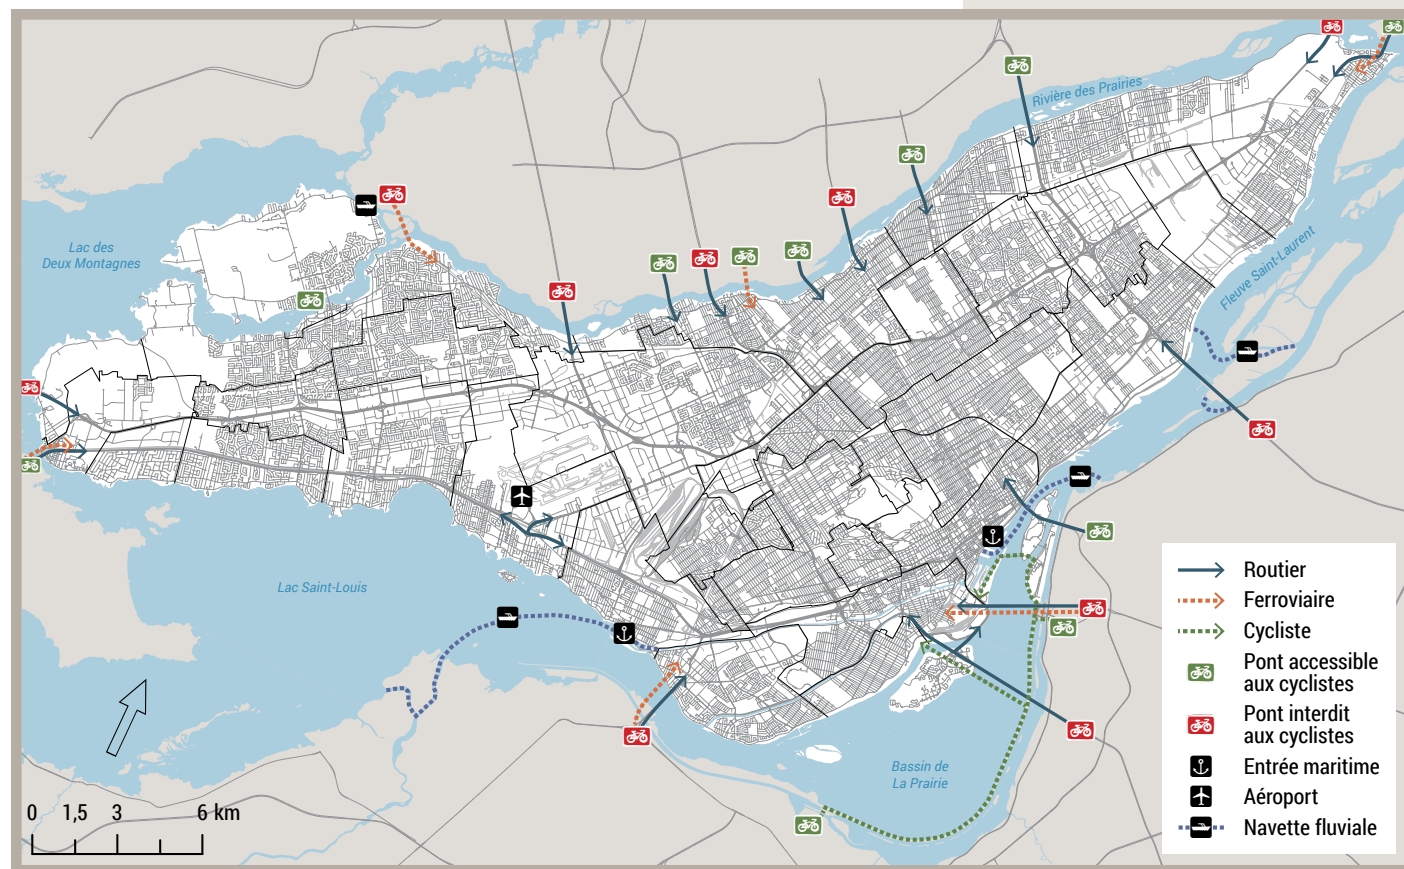 Rivière des Prairies
Lac des
Deux Montagnes
Fleuve Saint-Laurent
Lac Saint-Louis
Bassin de
La Prairie
0 1,5 3 6 km
Routier
Ferroviaire
Cycliste
Pont accessible
aux cyclistes
Pont interdit
aux cyclistes
Entrée maritime
Aéroport
Navette fluviale